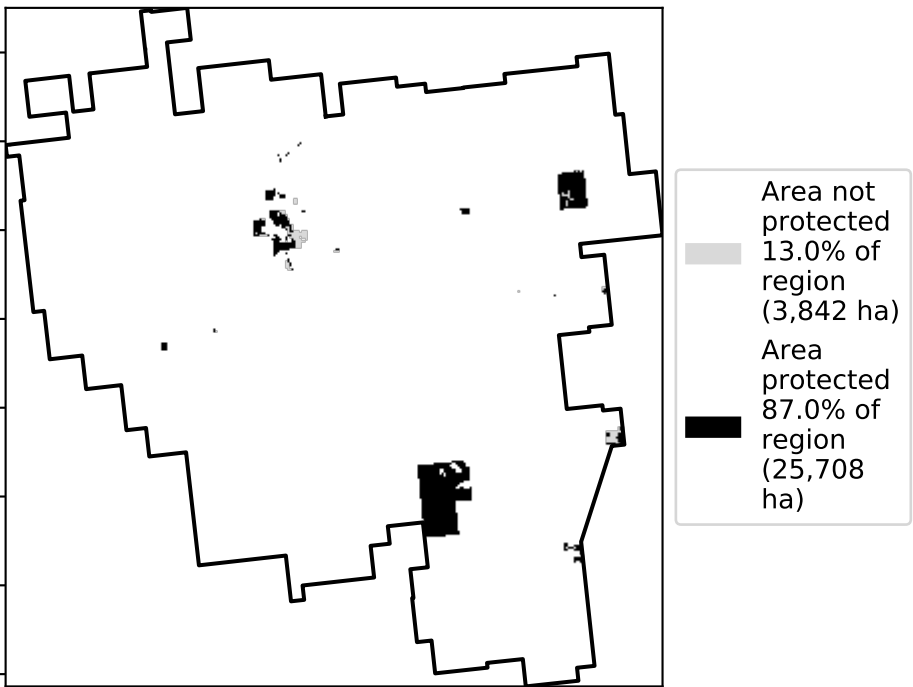 Area not
protected
13.0% of
region
(3,842 ha)
Area
protected
87.0% of
region
(25,708
ha)